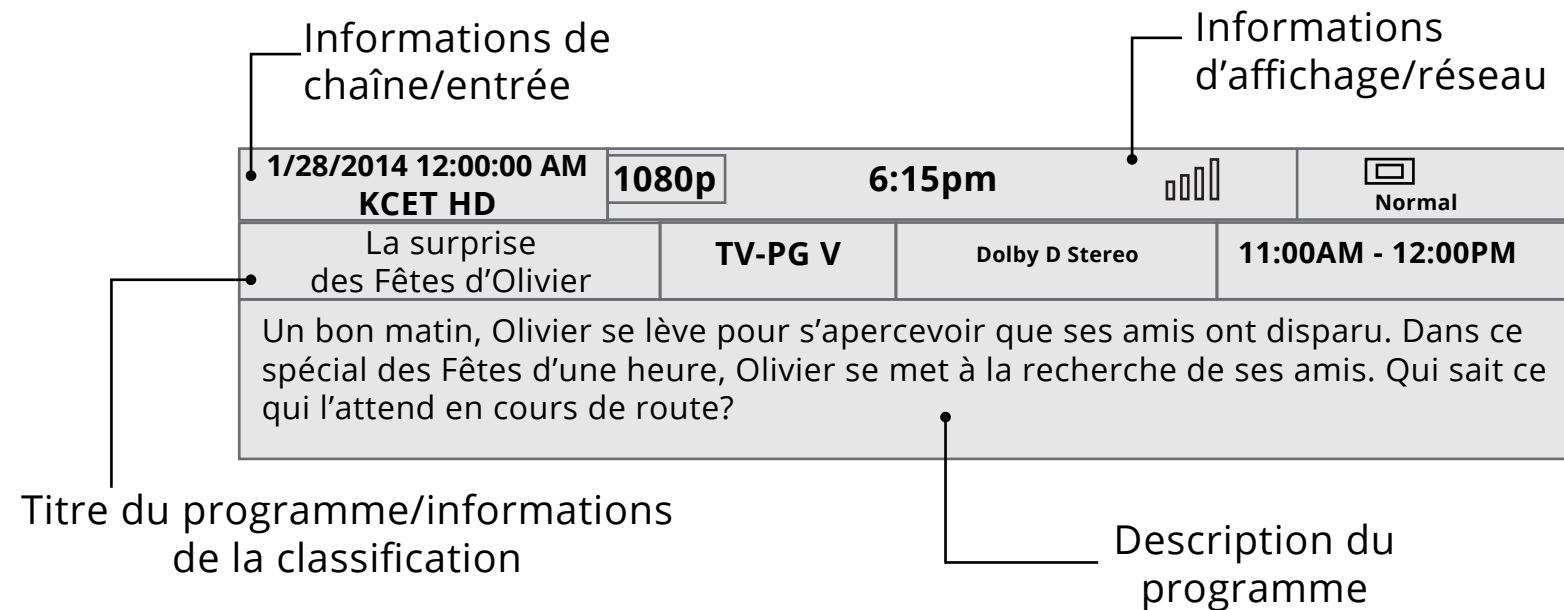 Informations de
chaîne/entrée
Informations
d’affichage/réseau
1/28/2014 12:00:00 AM
KCET HD
1080p
6:15pm
Normal
La surprise
des Fêtes d’Olivier
TV-PG V
Dolby D Stereo
11:00AM - 12:00PM
Un bon matin, Olivier se lève pour s’apercevoir que ses amis ont disparu. Dans ce
spécial des Fêtes d’une heure, Olivier se met à la recherche de ses amis. Qui sait ce
qui l’attend en cours de route?
Titre du programme/informations
de la classification
Description du
programme